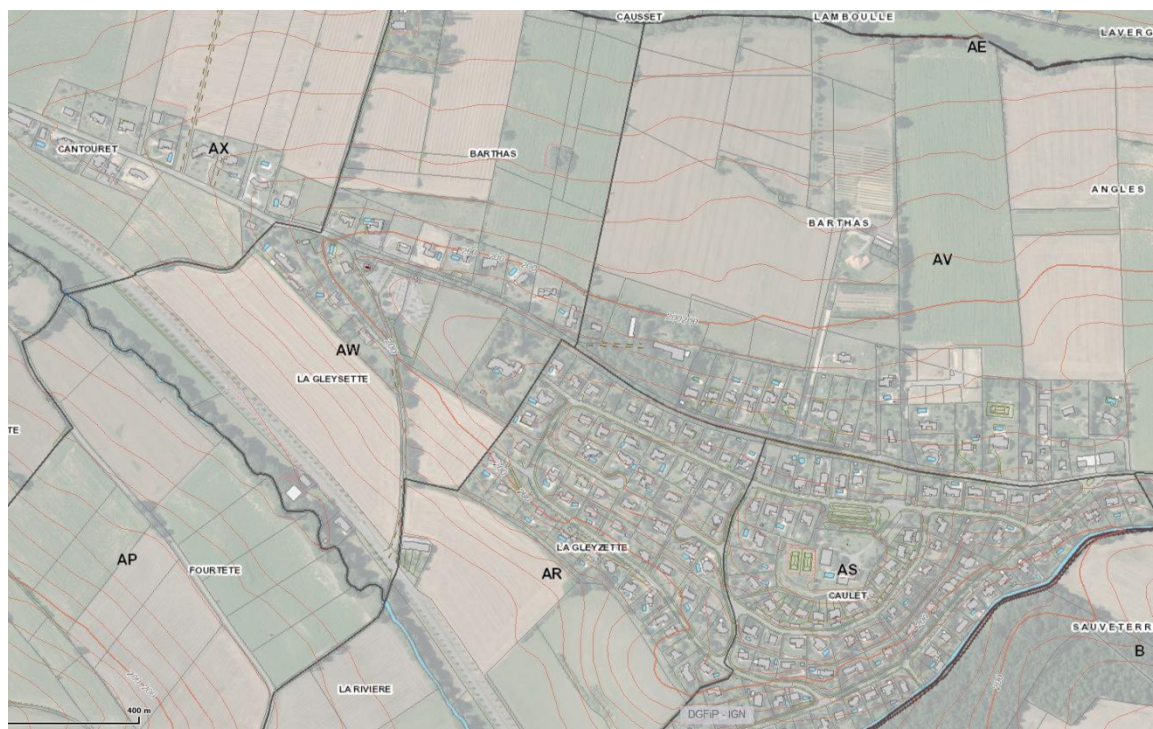 CAUSSET
LAMBOULLE
LAVERG
AE
CANTOURET
AX
BARTHAS
ANGLES
BARTHAS
AV
AW
LA GLEYSETTE
TE
AP
FOURTETE
LA GLEYZETTE
AR
AS
CAULET
SAUVETERR
B
LA RIVIERE
400 m
DGFiP - IGN